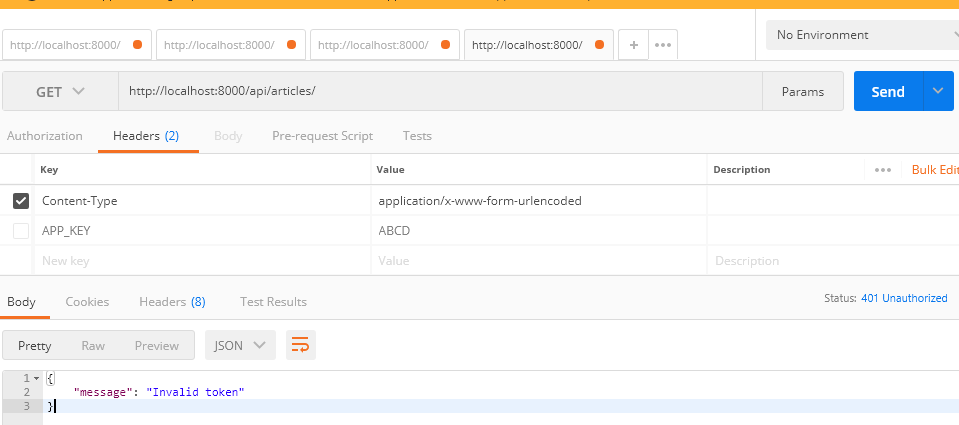 http://localhost:8000/ http://localhost:8000/ http://localhost:8000/ http://localhost:8000/ + ••• No Environment
GET http://localhost:8000/api/articles/ Params Send
Authorization Headers (2) Body Pre-request Script Tests
Key Value Description ••• Bulk Edit
Content-Type application/x-www-form-urlencoded
APP_KEY ABCD
New key Value Description
Body Cookies Headers (8) Test Results Status: 401 Unauthorized
Pretty Raw Preview JSON
1 {
2 "message": "Invalid token"
3 }